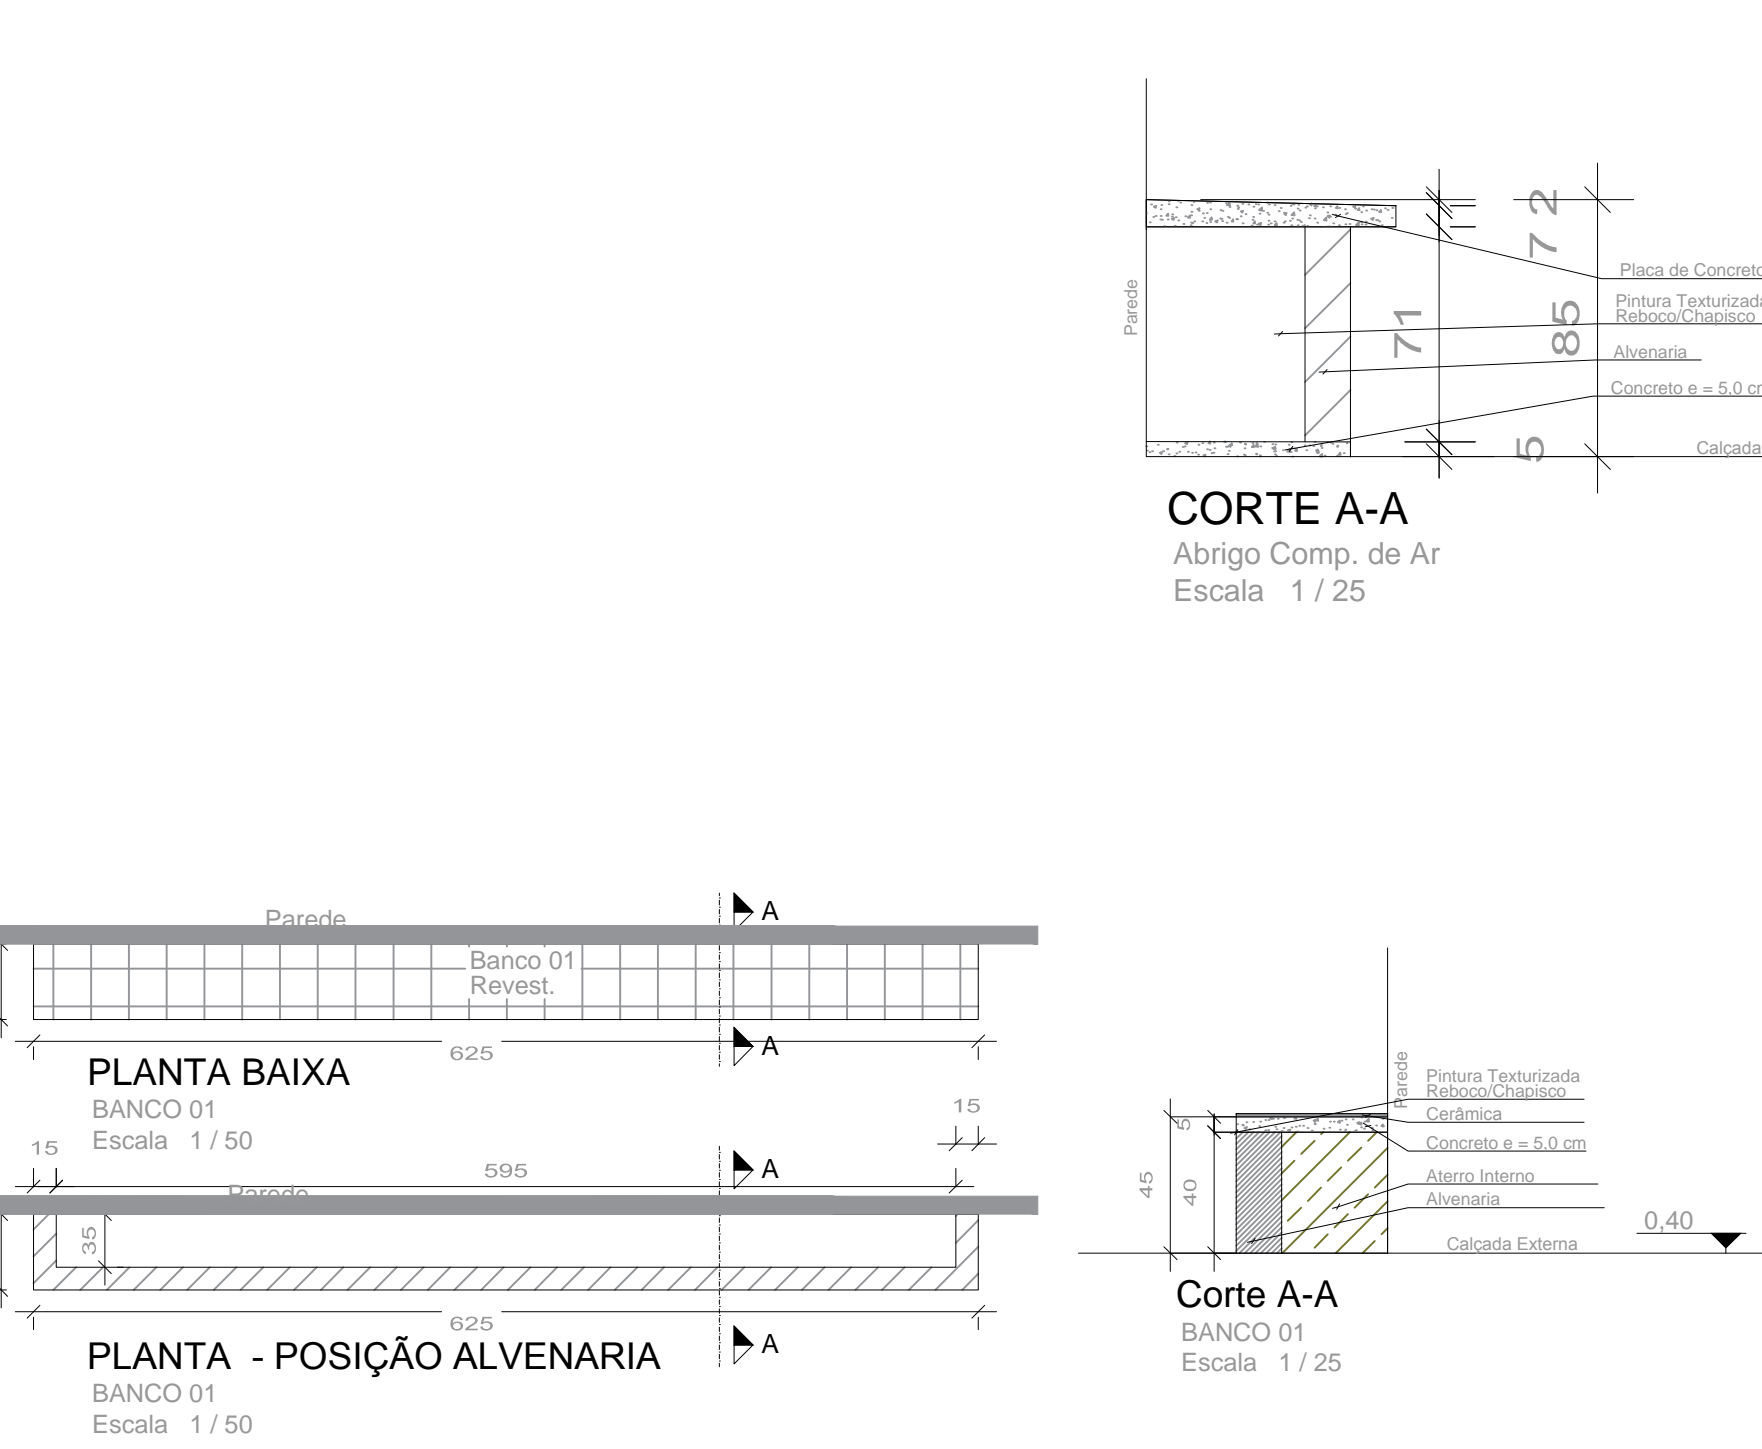 2
7
Placa de Concreto
Pintura Texturizada
Reboco/Chapisco
Parede
71
85
Alvenaria
Concreto e = 5,0 cm
5
Calçada
CORTE A-A
Abrigo Comp. de Ar
Escala 1 / 25
Parede
A
Banco 01
Revest.
625
A
PLANTA BAIXA
BANCO 01
Escala 1 / 50
15
15
595
A
Parede
35
625
A
PLANTA - POSIÇÃO ALVENARIA
BANCO 01
Escala 1 / 50
Parede
Pintura Texturizada
Reboco/Chapisco
Cerâmica
5
Concreto e = 5,0 cm
45
40
Aterro Interno
Alvenaria
0,40
Calçada Externa
Corte A-A
BANCO 01
Escala 1 / 25